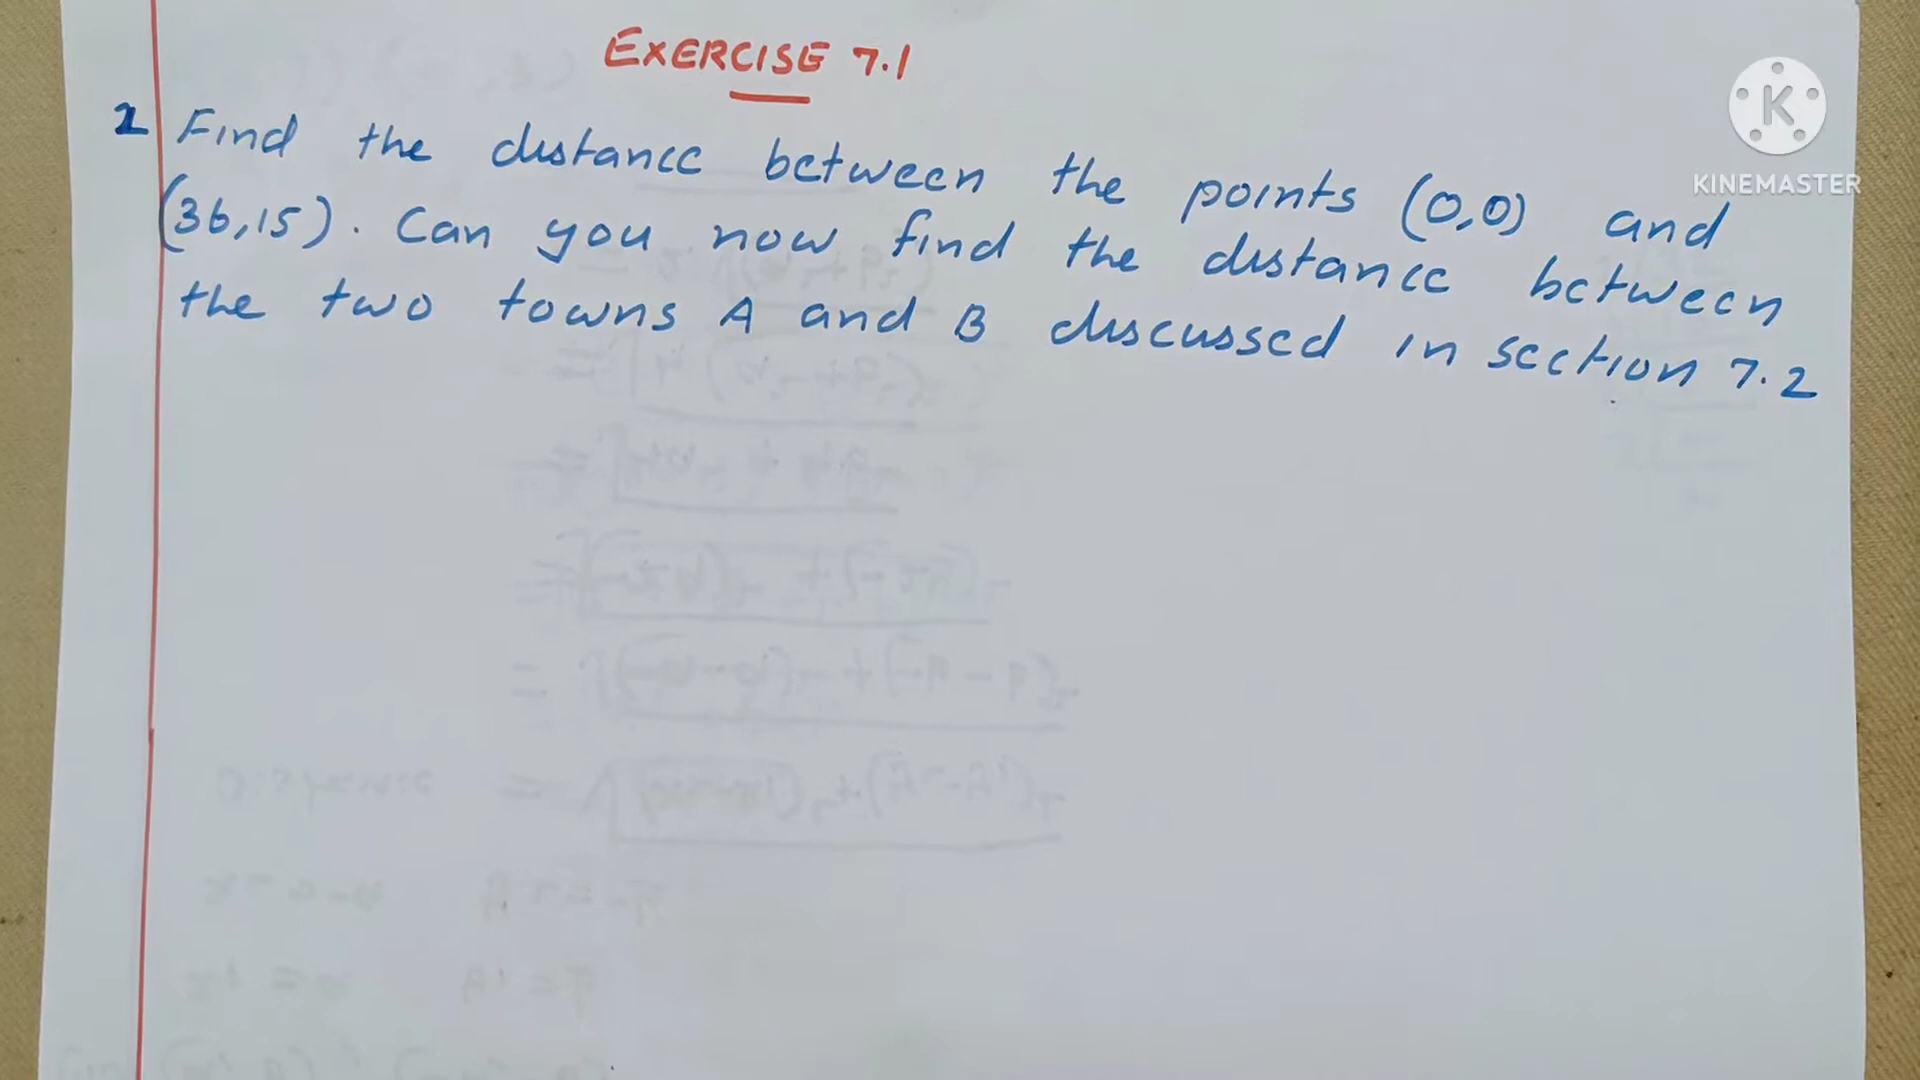 EXERCISE 7.1
2 Find the distance between the points (0,0) and
(36,15). Can you now find the distance between
the two towns A and B discussed in section 7.2
K
KINEMASTER